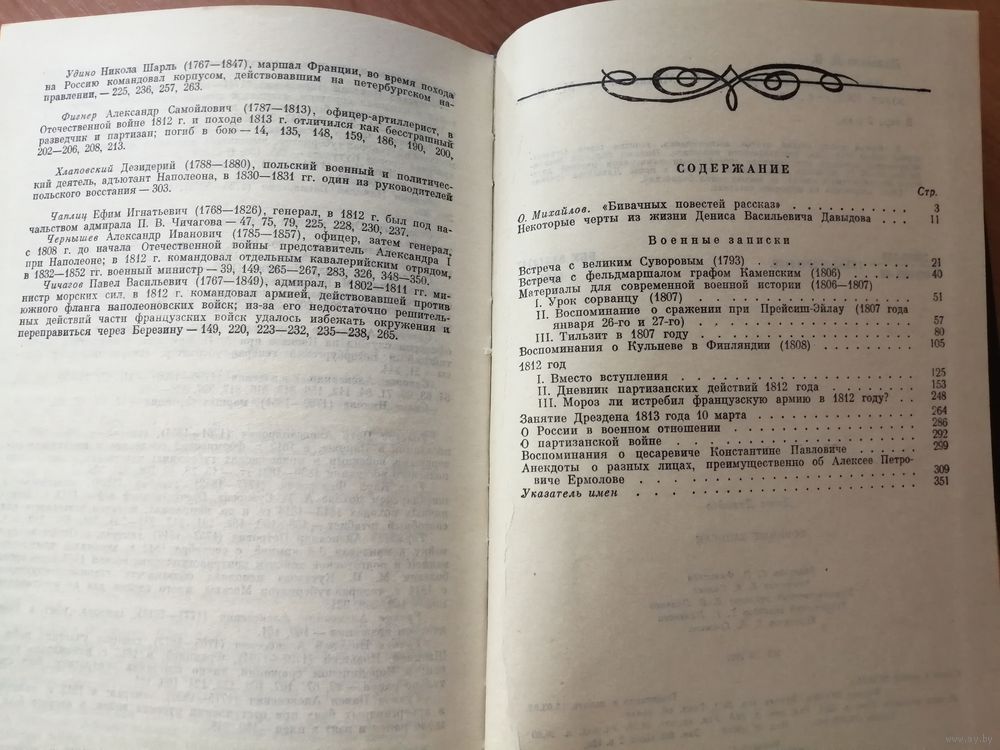 Удино Никола Шарль (1767—1847), маршал Франции, во время похода
на Россию командовал корпусом, действовавшим на петербургском на-
правлении, — 225, 236, 257, 263.
Фигнер Александр Самойлович (1787—1813), офицер-артиллерист, в
Отечественной войне 1812 г. и походе 1813 г. отличился как бесстрашный
разведчик и партизан; погиб в бою — 14, 135, 148, 159, 186, 190, 200,
202—206, 208, 213.
Хлаповский Дезидерий (1788—1880), польский военный и политичес-
кий деятель, адъютант Наполеона, в 1830—1831 гг. один из руководителей
польского восстания — 303.
Чаплиц Ефим Игнатьевич (1768—1826), генерал, в 1812 г. был под на-
чальством адмирала П. В. Чичагова — 47, 75, 79, 225, 228, 230, 237.
Чернышев Александр Иванович (1785—1857), офицер, затем генерал,
с 1808 г. до начала Отечественной войны представитель Александра I
при Наполеоне; в 1812 г. командовал отдельным кавалерийским отрядом,
в 1832—1852 гг. военный министр — 39, 149, 265—267, 283, 326, 348—350.
Чичагов Павел Васильевич (1767—1849), адмирал, в 1802—1811 гг. ми-
нистр морских сил, в 1812 г. командовал армией, действовавшей против
южного фланга наполеоновских войск; из-за его недостаточно решитель-
ных действий части французских войск удалось избежать окружения и
переправиться через Березину — 149, 220, 223—232, 235—238, 265.
СОДЕРЖАНИЕ
Стр.
О. Михайлов. «Бивачных повестей рассказ» . . . . . . . . . . . 3
Некоторые черты из жизни Дениса Васильевича Давыдова . . . . 11
Военные записки
Встреча с великим Суворовым (1793) . . . . . . . . . . . . . . 21
Встреча с фельдмаршалом графом Каменским (1806) . . . . . . . 40
Материалы для современной военной истории (1806—1807)
I. Урок сорванцу (1807) . . . . . . . . . . . . . . . . . . 51
II. Воспоминание о сражении при Прейсиш-Эйлау (1807 года
января 26-го и 27-го) . . . . . . . . . . . . . . . . . 57
III. Тильзит в 1807 году . . . . . . . . . . . . . . . . . . 80
Воспоминания о Кульневе в Финляндии (1808) . . . . . . . . . 105
1812 год
I. Вместо вступления . . . . . . . . . . . . . . . . . . . 125
II. Дневник партизанских действий 1812 года . . . . . . . . 153
III. Мороз ли истребил французскую армию в 1812 году? . . 248
Занятие Дрездена 1813 года 10 марта . . . . . . . . . . . . . 264
О России в военном отношении . . . . . . . . . . . . . . . . 286
О партизанской войне . . . . . . . . . . . . . . . . . . . . 292
Воспоминания о цесаревиче Константине Павловиче . . . . . . . 299
Анекдоты о разных лицах, преимущественно об Алексее Петро-
виче Ермолове . . . . . . . . . . . . . . . . . . . . . . 309
Указатель имен . . . . . . . . . . . . . . . . . . . . . . . 351
www.ay.by